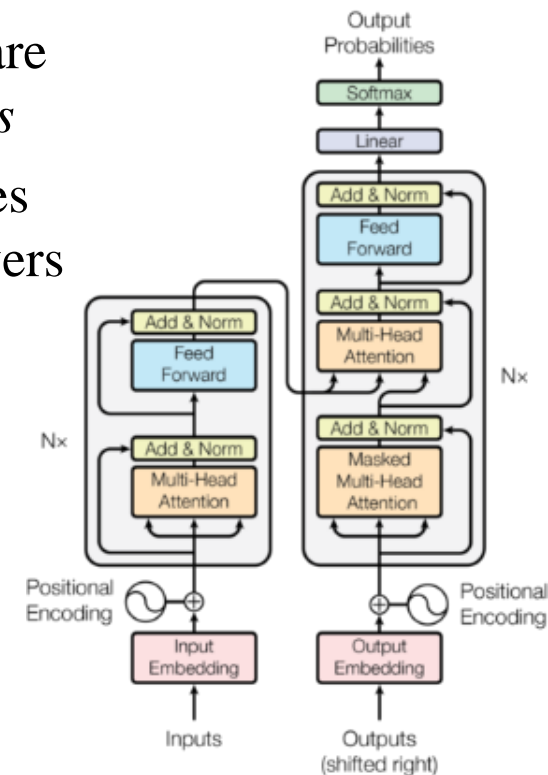 are
s
es
vers
Output
Probabilities
Softmax
Linear
Add & Norm
Feed
Forward
Add & Norm
Multi-Head
Attention
Nx
Add & Norm
Masked
Multi-Head
Attention
Add & Norm
Feed
Forward
Nx
Add & Norm
Multi-Head
Attention
Positional
Encoding
Positional
Encoding
Input
Embedding
Output
Embedding
Inputs
Outputs
(shifted right)